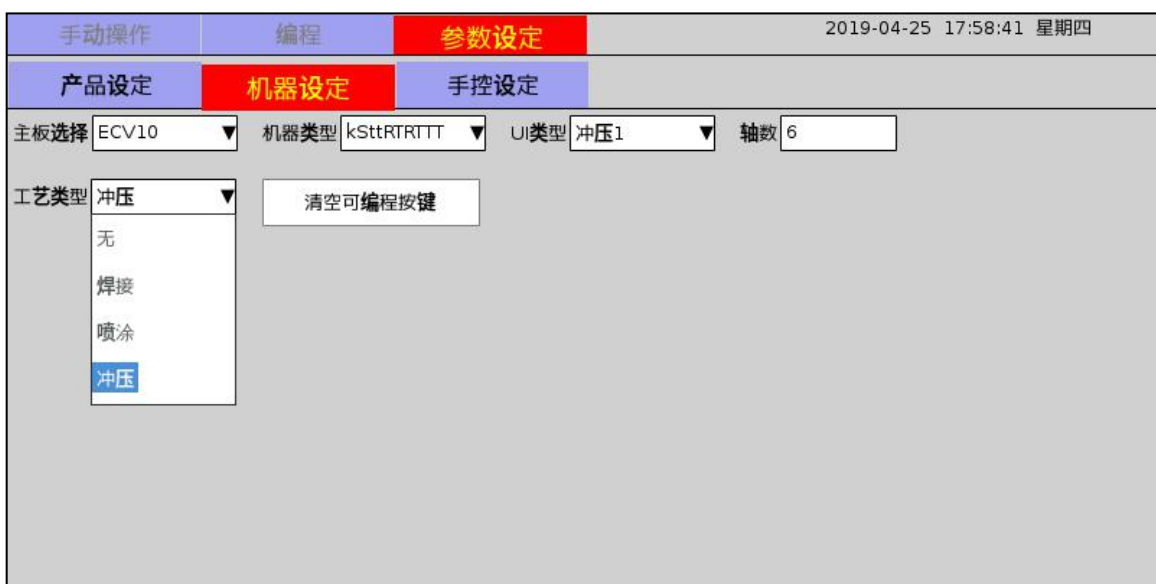 手动操作 编程 参数设定 2019-04-25 17:58:41 星期四
产品设定 机器设定 手控设定
主板选择 ECV10 ▼ 机器类型 kSttRTRTTT ▼ UI类型 冲压1 ▼ 轴数 6
工艺类型 冲压 ▼ 清空可编程按键
无
焊接
喷涂
冲压